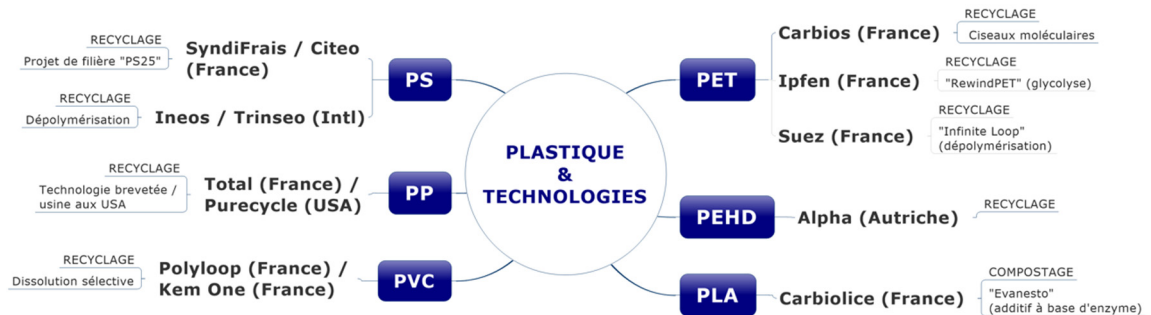 PLASTIQUE
&
TECHNOLOGIES
PS
SyndiFrais / Citeo
(France)
RECYCLAGE
Projet de filière "PS25"
Ineos / Trinseo (Intl)
RECYCLAGE
Dépolymérisation
PP
Total (France) /
Purecycle (USA)
RECYCLAGE
Technologie brevetée /
usine aux USA
PVC
Polyloop (France) /
Kem One (France)
RECYCLAGE
Dissolution sélective
PET
Carbios (France)
RECYCLAGE
Ciseaux moléculaires
Ipfen (France)
RECYCLAGE
"RewindPET" (glycolyse)
Suez (France)
RECYCLAGE
"Infinite Loop"
(dépolymérisation)
PEHD
Alpha (Autriche)
RECYCLAGE
PLA
Carbiolice (France)
COMPOSTAGE
"Evanesto"
(additif à base d'enzyme)